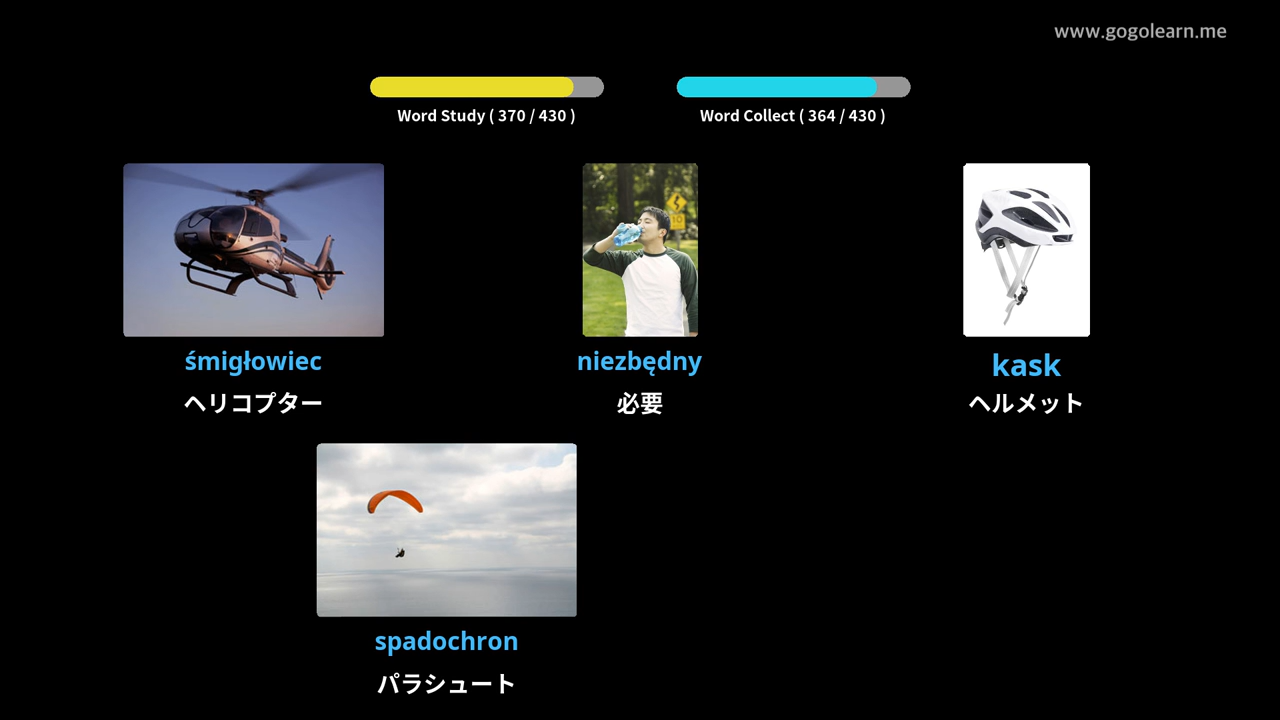 www.gogolearn.me
Word Study ( 370 / 430 )
Word Collect ( 364 / 430 )
śmigłowiec
ヘリコプター
niezbędny
必要
kask
ヘルメット
spadochron
パラシュート